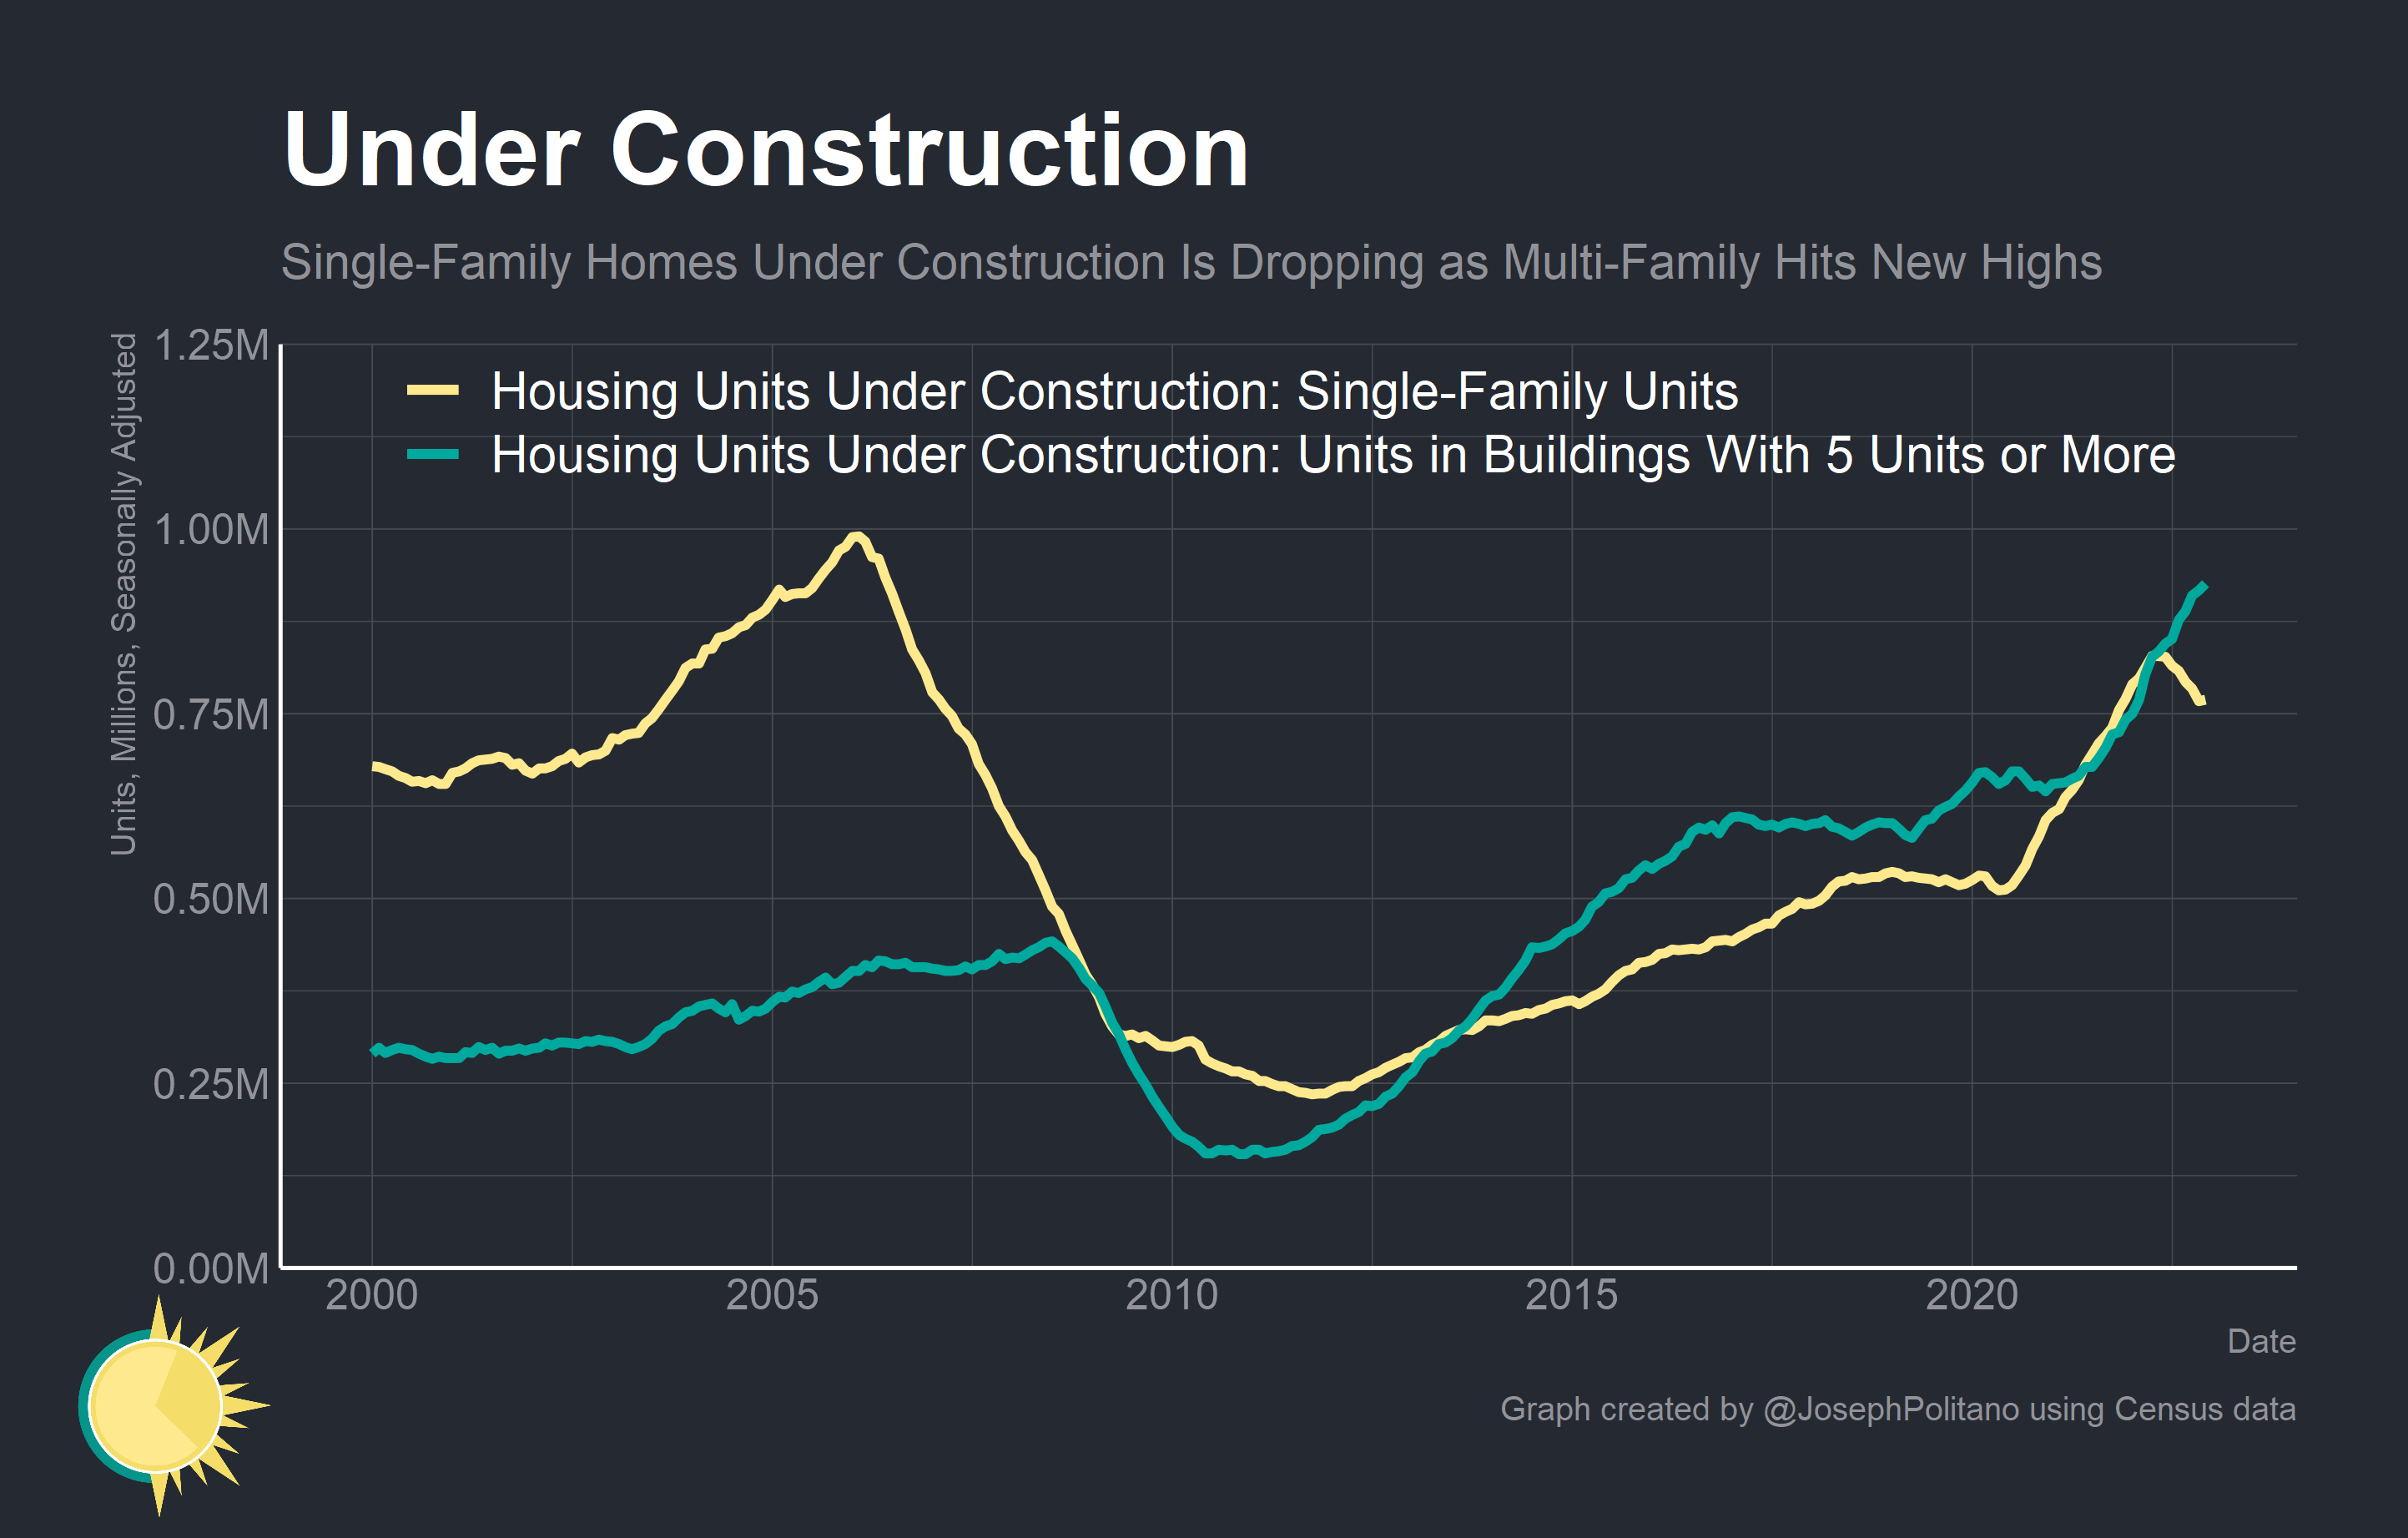 Under Construction
Single-Family Homes Under Construction Is Dropping as Multi-Family Hits New Highs
Units, Millions, Seasonally Adjusted
1.25M
Housing Units Under Construction: Single-Family Units
Housing Units Under Construction: Units in Buildings With 5 Units or More
1.00M
0.75M
0.50M
0.25M
0.00M
2000 2005 2010 2015 2020
Date
Graph created by @JosephPolitano using Census data